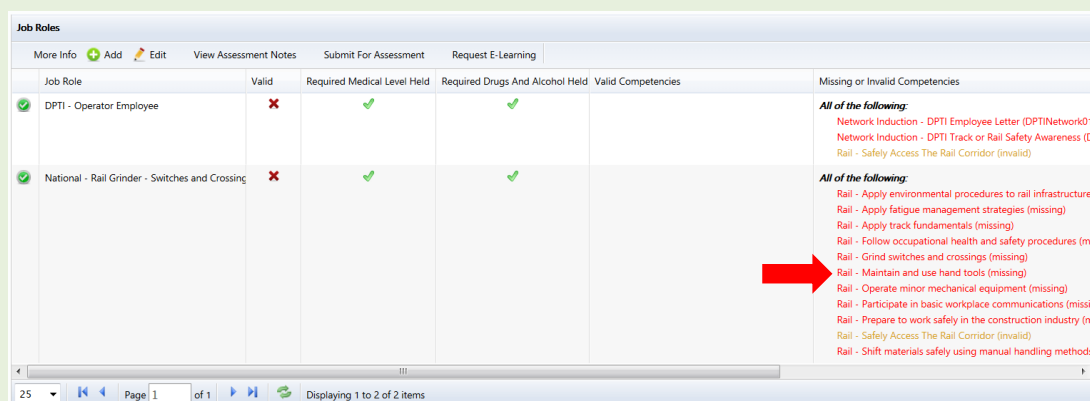 Job Roles
More Info Add Edit View Assessment Notes Submit For Assessment Request E-Learning
Job Role Valid Required Medical Level Held Required Drugs And Alcohol Held Valid Competencies Missing or Invalid Competencies
DPTI - Operator Employee All of the following:
Network Induction - DPTI Employee Letter (DPTINetwork01
Network Induction - DPTI Track or Rail Safety Awareness (D
Rail - Safely Access The Rail Corridor (invalid)
National - Rail Grinder - Switches and Crossing All of the following:
Rail - Apply environmental procedures to rail infrastructure
Rail - Apply fatigue management strategies (missing)
Rail - Apply track fundamentals (missing)
Rail - Follow occupational health and safety procedures (m
Rail - Grind switches and crossings (missing)
Rail - Maintain and use hand tools (missing)
Rail - Operate minor mechanical equipment (missing)
Rail - Participate in basic workplace communications (missi
Rail - Prepare to work safely in the construction industry (m
Rail - Safely Access The Rail Corridor (invalid)
Rail - Shift materials safely using manual handling methods
25 Page 1 of 1 Displaying 1 to 2 of 2 items